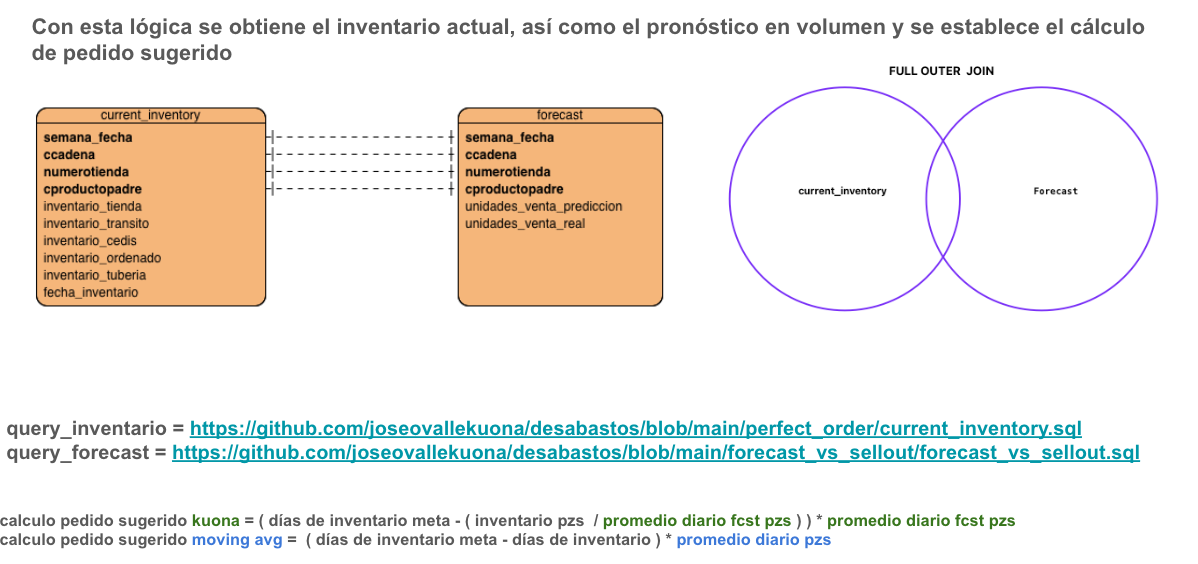 Con esta lógica se obtiene el inventario actual, así como el pronóstico en volumen y se establece el cálculo
de pedido sugerido
FULL OUTER JOIN
current_inventory
semana_fecha
ccadena
numerotienda
cproductopadre
inventario_tienda
inventario_transito
inventario_cedis
inventario_ordenado
inventario_tuberia
fecha_inventario
forecast
semana_fecha
ccadena
numerotienda
cproductopadre
unidades_venta_prediccion
unidades_venta_real
current_inventory
Forecast
query_inventario = https://github.com/joseovallekuona/desabastos/blob/main/perfect_order/current_inventory.sql
query_forecast = https://github.com/joseovallekuona/desabastos/blob/main/forecast_vs_sellout/forecast_vs_sellout.sql
calculo pedido sugerido kuona = ( días de inventario meta - ( inventario pzs / promedio diario fcst pzs ) ) * promedio diario fcst pzs
calculo pedido sugerido moving avg = ( días de inventario meta - días de inventario ) * promedio diario pzs